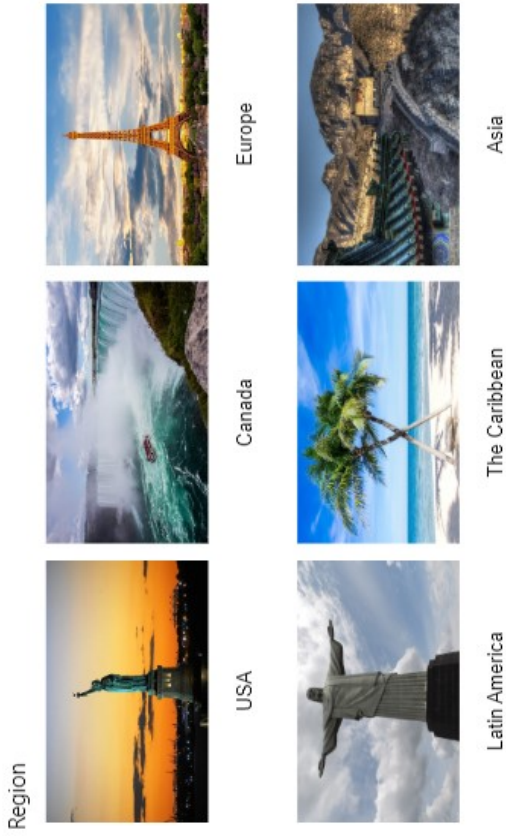 Region
USA
Canada
Europe
Latin America
The Caribbean
Asia